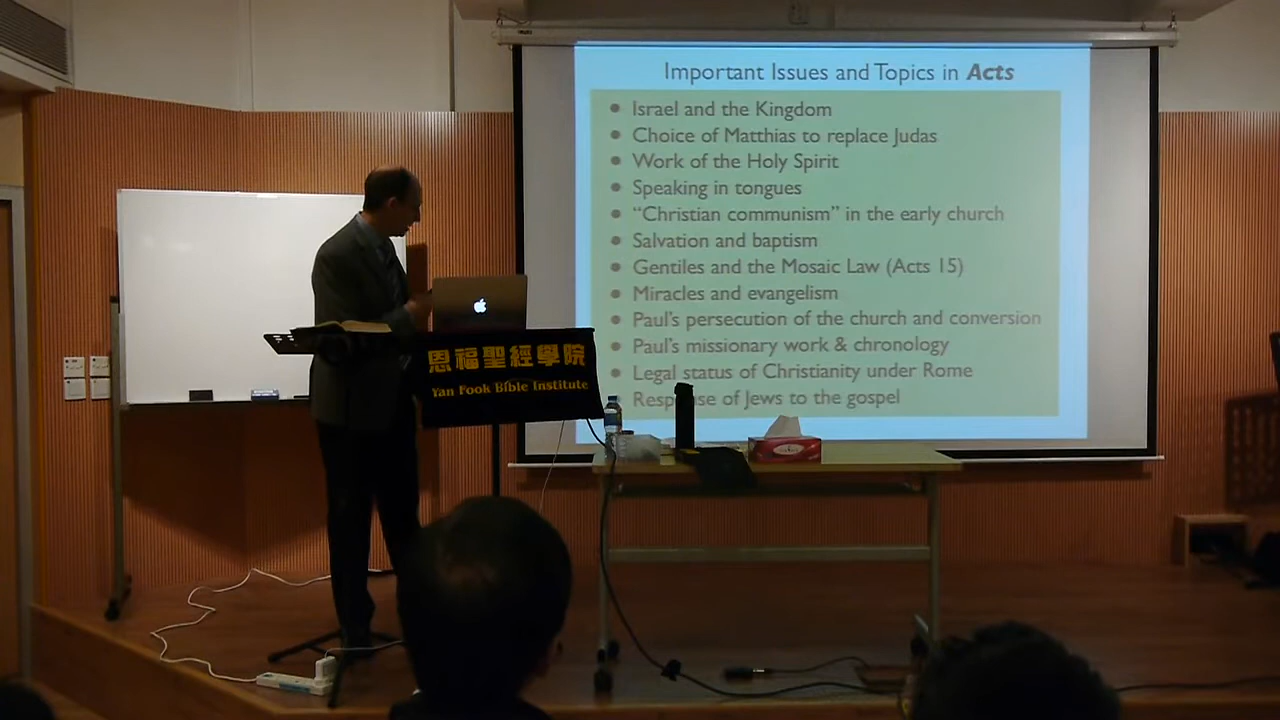 Important Issues and Topics in Acts
• Israel and the Kingdom
• Choice of Matthias to replace Judas
• Work of the Holy Spirit
• Speaking in tongues
• “Christian communism” in the early church
• Salvation and baptism
• Gentiles and the Mosaic Law (Acts 15)
• Miracles and evangelism
• Paul’s persecution of the church and conversion
• Paul’s missionary work & chronology
• Legal status of Christianity under Rome
• of Jews to the gospel
恩福聖經學院
Yan Fook Bible Institute